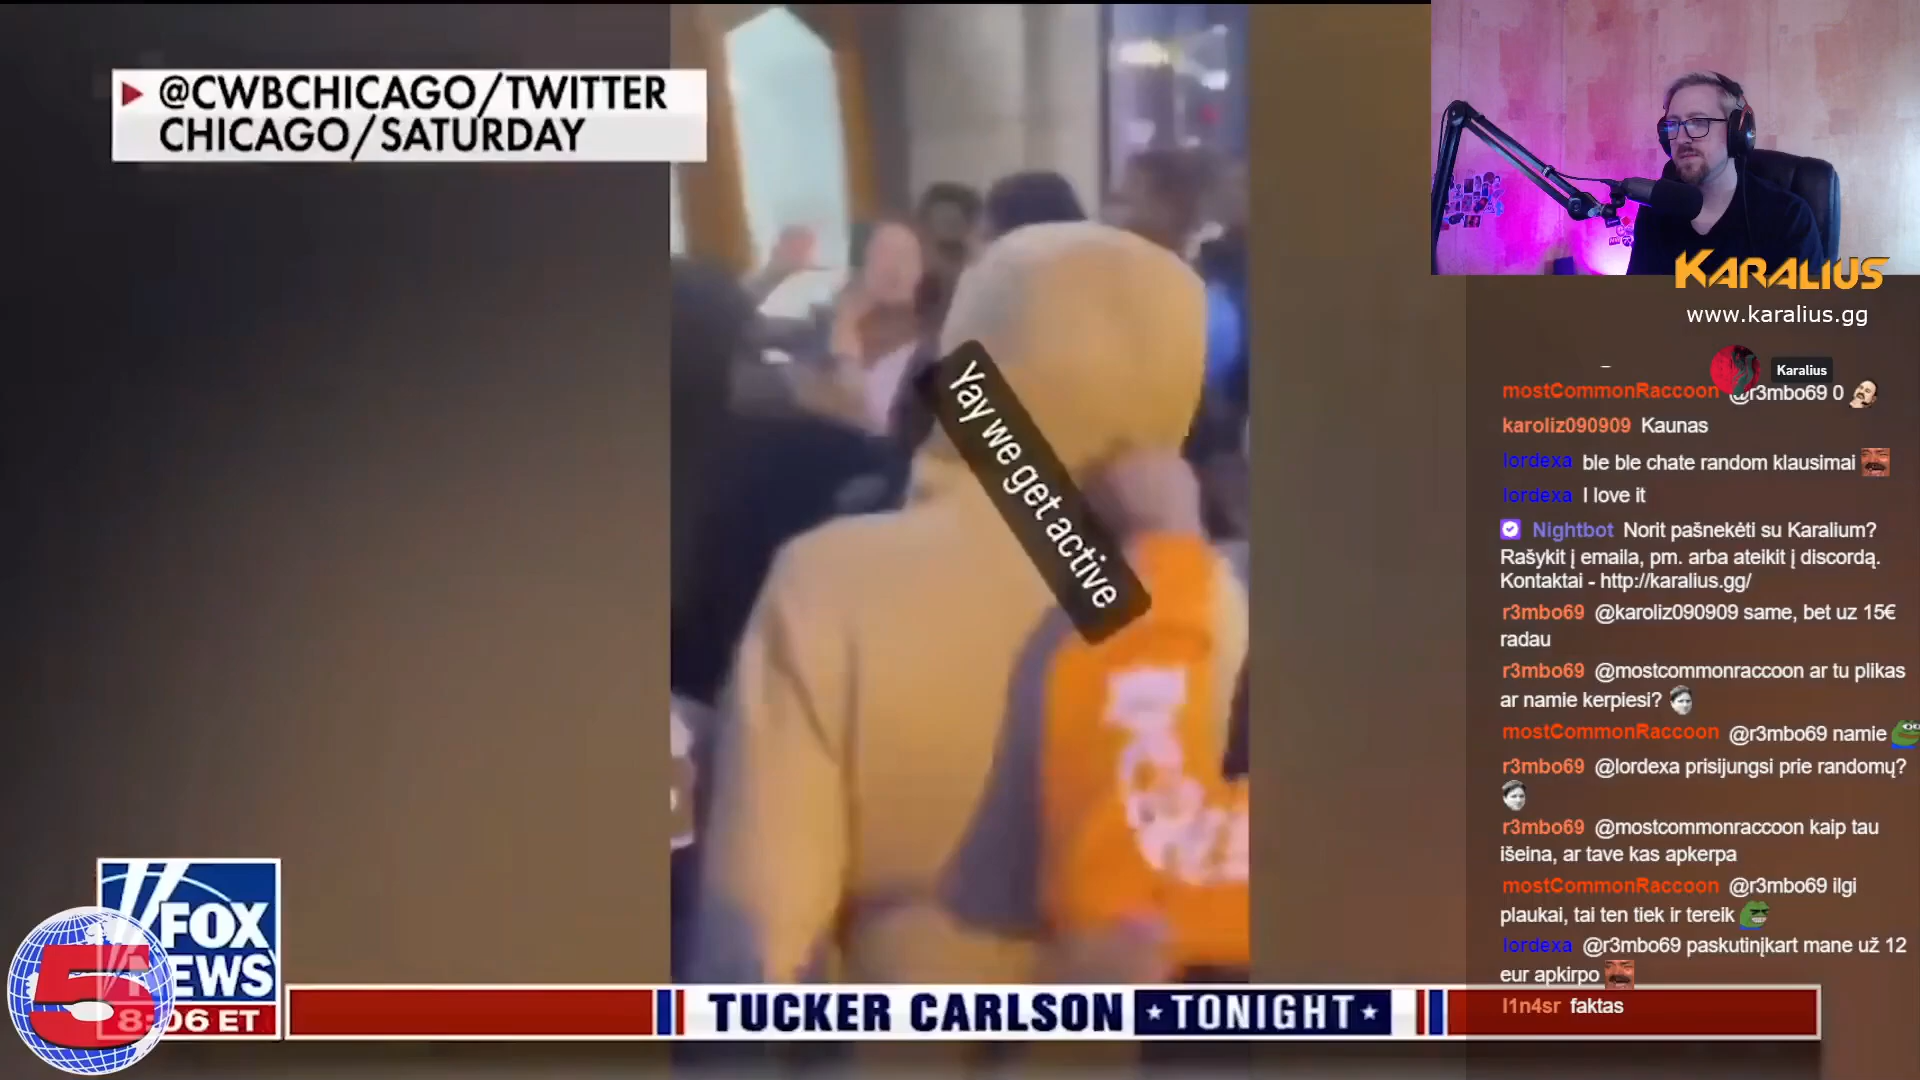 @CWBCHICAGO/TWITTER
CHICAGO/SATURDAY
Yay we get active
FOX
NEWS
5
8:06 ET
TUCKER CARLSON TONIGHT
KARALIUS
www.karalius.gg
Karalius
mostCommonRaccoon @r3mbo69 0
karoliz090909 Kaunas
lordexa ble ble chate random klausimai
lordexa I love it
Nightbot Norit pašnekėti su Karalium?
Rašykit į emaila, pm. arba ateikit į discordą.
Kontaktai - http://karalius.gg/
r3mbo69 @karoliz090909 same, bet uz 15€
radau
r3mbo69 @mostcommonraccoon ar tu plikas
ar namie kerpiesi?
mostCommonRaccoon @r3mbo69 namie
r3mbo69 @lordexa prisijungsi prie randomų?
r3mbo69 @mostcommonraccoon kaip tau
išeina, ar tave kas apkerpa
mostCommonRaccoon @r3mbo69 ilgi
plaukai, tai ten tiek ir tereik
lordexa @r3mbo69 paskutinįkart mane už 12
eur apkirpo
l1n4sr faktas